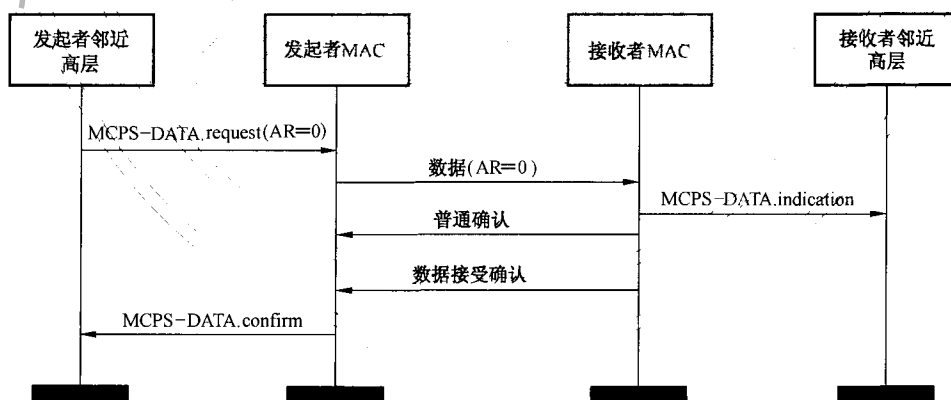 发起者邻近
高层
发起者MAC
接收者MAC
接收者邻近
高层
MCPS-DATA.request(AR=0)
数据(AR=0)
MCPS-DATA.indication
普通确认
数据接受确认
MCPS-DATA.confirm